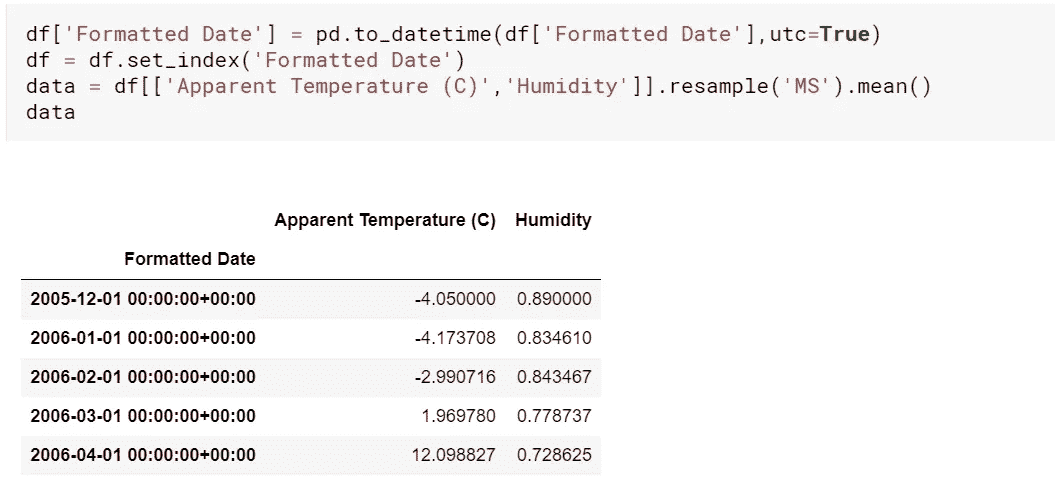 df['Formatted Date'] = pd.to_datetime(df['Formatted Date'],utc=True)
df = df.set_index('Formatted Date')
data = df[['Apparent Temperature (C)','Humidity']].resample('MS').mean()
data
Apparent Temperature (C) Humidity
Formatted Date
2005-12-01 00:00:00+00:00 -4.050000 0.890000
2006-01-01 00:00:00+00:00 -4.173708 0.834610
2006-02-01 00:00:00+00:00 -2.990716 0.843467
2006-03-01 00:00:00+00:00 1.969780 0.778737
2006-04-01 00:00:00+00:00 12.098827 0.728625